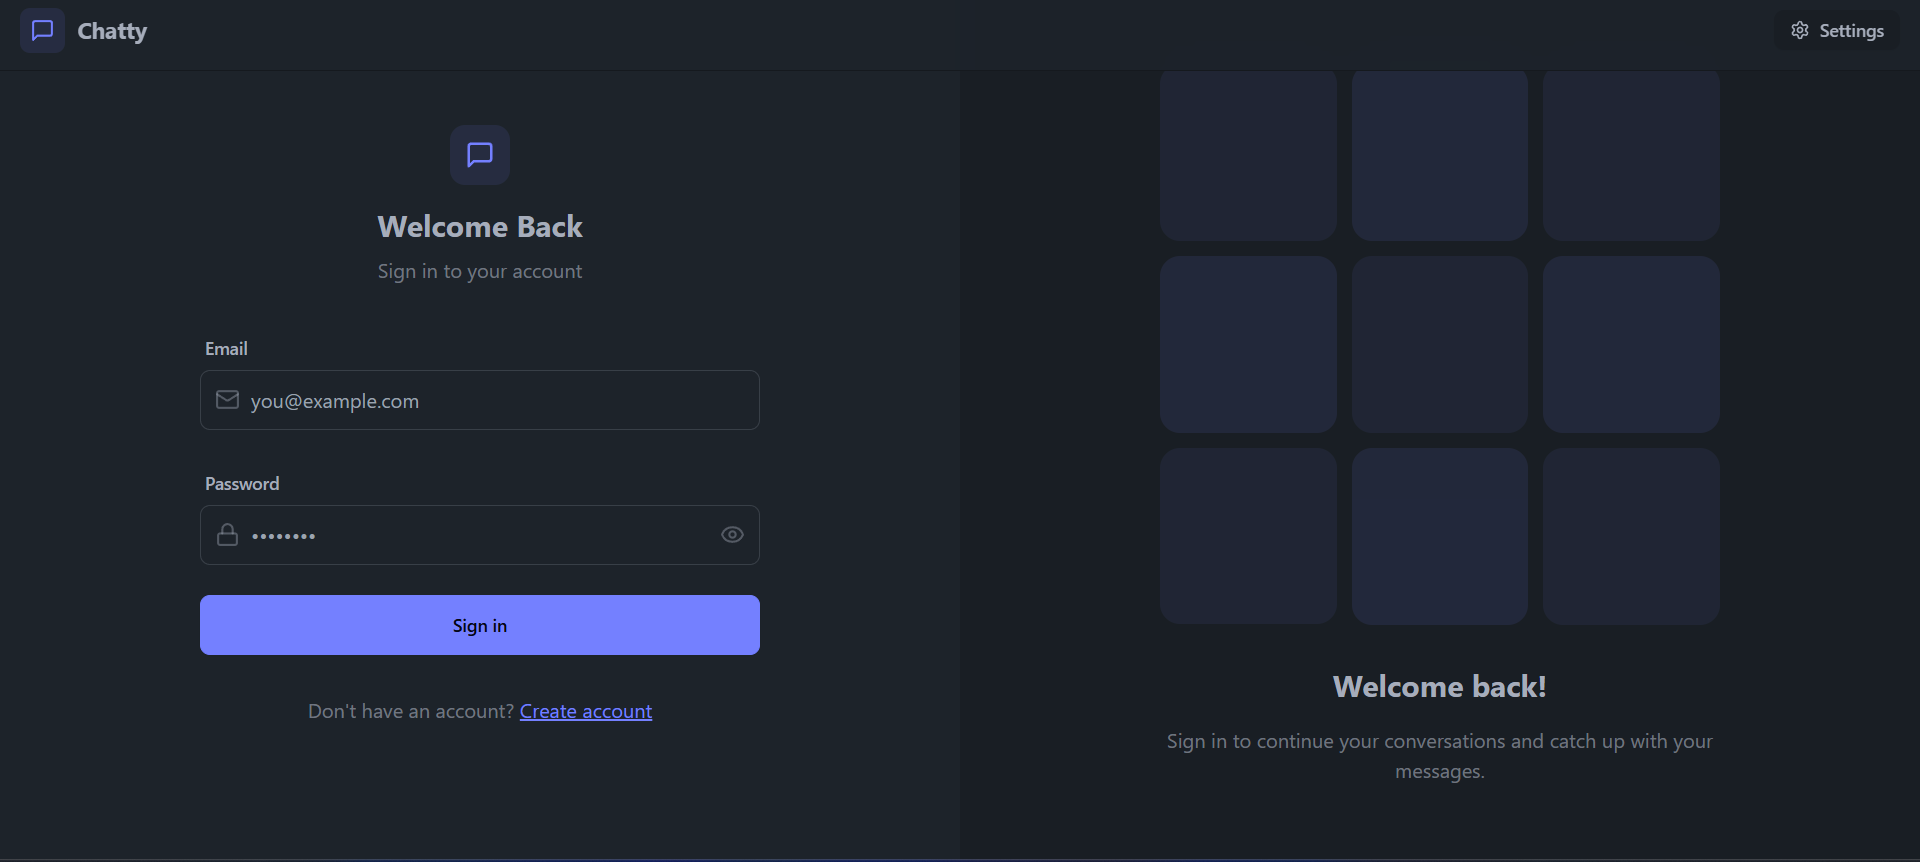 Chatty
Settings
Welcome Back
Sign in to your account
Email
you@example.com
Password
••••••••
Sign in
Don't have an account? Create account
Welcome back!
Sign in to continue your conversations and catch up with your
messages.